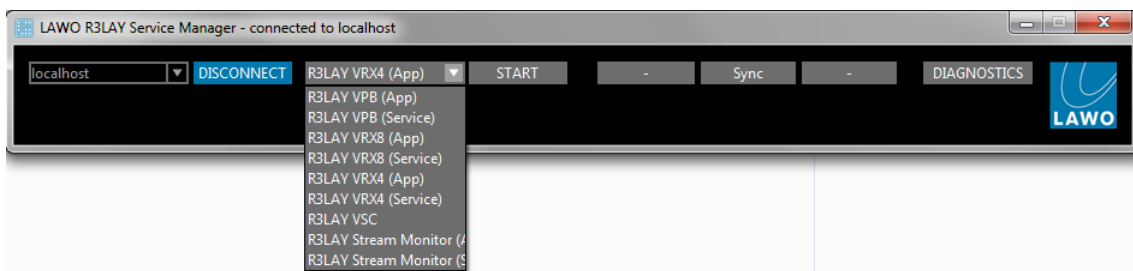 LAWO R3LAY Service Manager - connected to localhost
localhost DISCONNECT R3LAY VRX4 (App) START - Sync - DIAGNOSTICS
R3LAY VPB (App)
R3LAY VPB (Service)
R3LAY VRX8 (App)
R3LAY VRX8 (Service)
R3LAY VRX4 (App)
R3LAY VRX4 (Service)
R3LAY VSC
R3LAY Stream Monitor (A
R3LAY Stream Monitor (S
LAWO